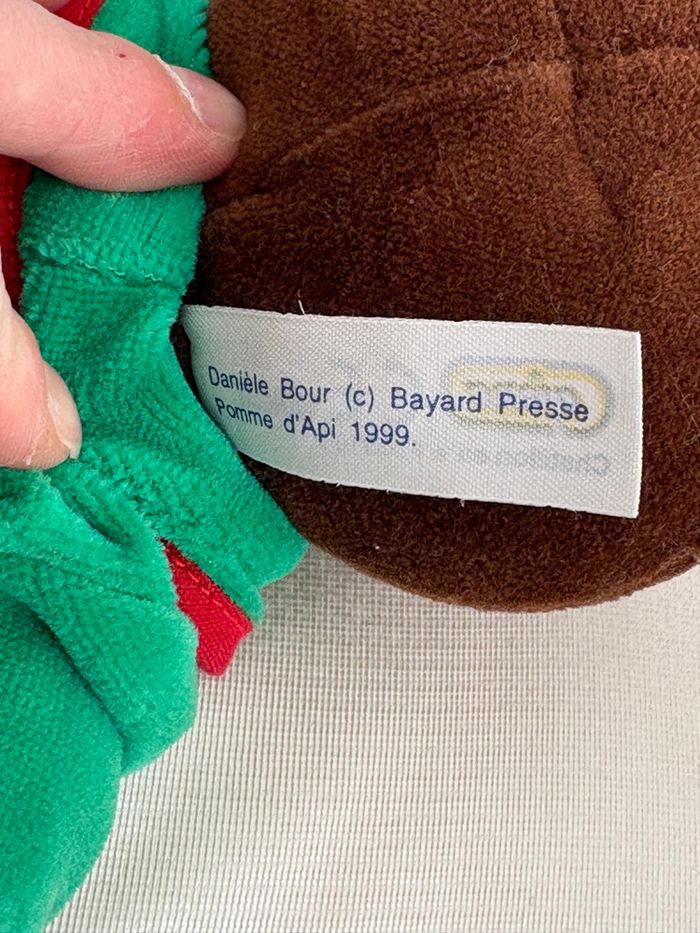 Danièle Bour (c) Bayard Presse
Pomme d'Api 1999.